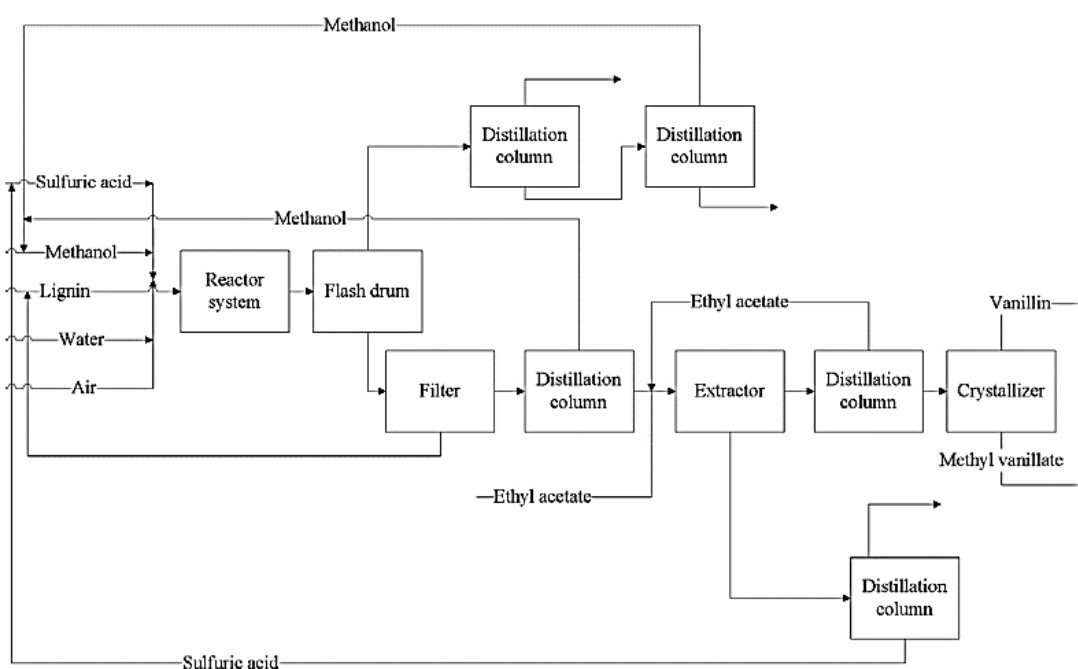 Methanol
Distillation
column
Distillation
column
Sulfuric acid
Methanol
Methanol
Lignin
Reactor
system
Flash drum
Ethyl acetate
Vanillin
Water
Air
Filter
Distillation
column
Extractor
Distillation
column
Crystallizer
Methyl vanillate
Ethyl acetate
Distillation
column
Sulfuric acid